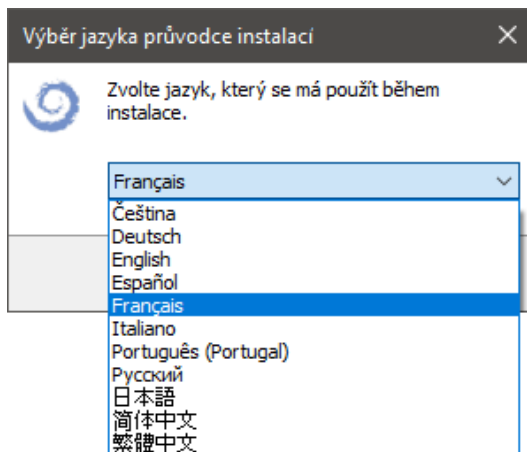 Výběr jazyka průvodce instalací
Zvolte jazyk, který se má použít během
instalace.
Français
Čeština
Deutsch
English
Español
Français
Italiano
Português (Portugal)
Русский
日本語
简体中文
繁體中文